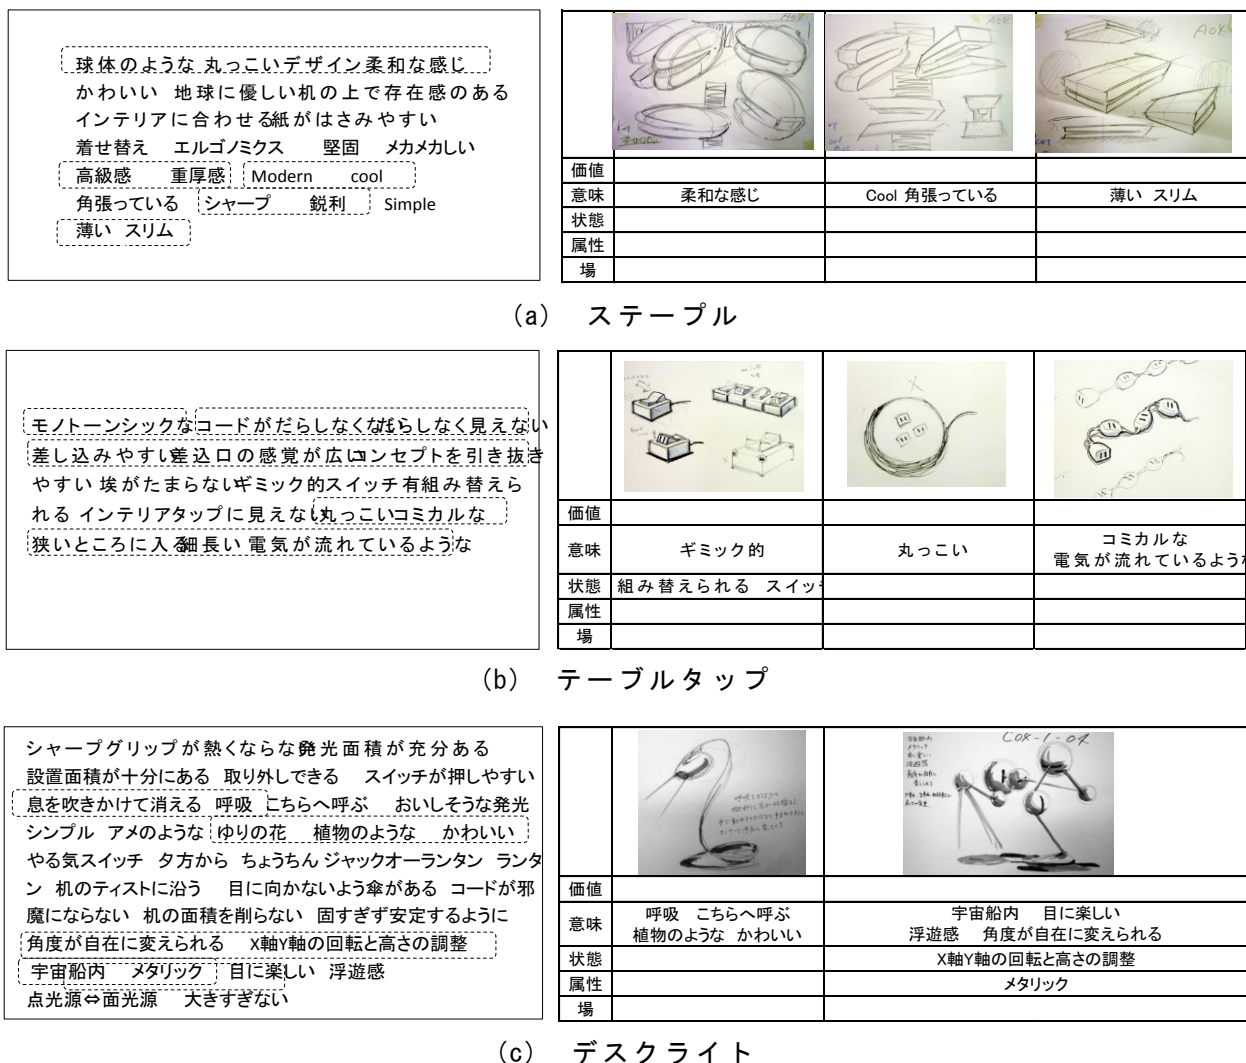 球体のような 丸っこいデザイン柔和な感じ
かわいい 地球に優しい机の上で存在感のある
インテリアに合わせる紙がはさみやすい
着せ替え エルゴノミクス 堅固 メカメカしい
高級感 重厚感 Modern cool
角張っている シャープ 鋭利 Simple
薄い スリム
価値
意味 柔和な感じ Cool 角張っている 薄い スリム
状態
属性
場
(a) ステープル
モノトーンシックなコードがだらしなくならだらしなく見えない
差し込みやすい差込口の感覚が広いコンセプトを引き抜き
やすい 埃がたまらないギミック的スイッチ有組み替えら
れる インテリアタップに見えない丸っこいコミカルな
狭いところに入る細長い 電気が流れているような
価値
意味 ギミック的 丸っこい コミカルな
電気が流れているような
状態 組み替えられる スイッチ
属性
場
(b) テーブルタップ
シャープグリップが熱くならな発光面積が充分ある
設置面積が十分にある 取り外しできる スイッチが押しやすい
息を吹きかけて消える 呼吸 こちらへ呼ぶ おいしそうな発光
シンプル アメのような ゆりの花 植物のような かわいい
やる気スイッチ 夕方から ちょうちん ジャックオーランタン ランタ
ン 机のティストに沿う 目に向かないよう傘がある コードが邪
魔にならない 机の面積を削らない 固すぎず安定するように
角度が自在に変えられる X軸Y軸の回転と高さの調整
宇宙船内 メタリック 目に楽しい 浮遊感
点光源⇔面光源 大きすぎない
C04-1-04
価値
意味 呼吸 こちらへ呼ぶ 宇宙船内 目に楽しい
植物のような かわいい 浮遊感 角度が自在に変えられる
状態 X軸Y軸の回転と高さの調整
属性 メタリック
場
(c) デスクライト